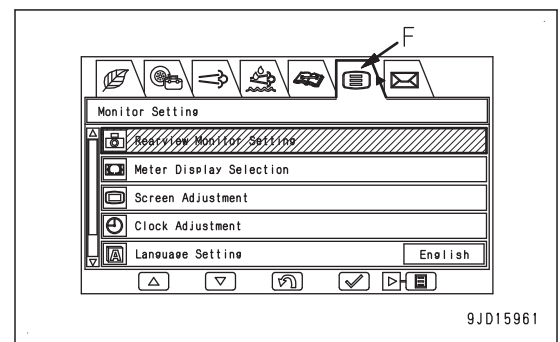 F
Monitor Setting
Rearview Monitor Setting
Meter Display Selection
Screen Adjustment
Clock Adjustment
A Language Setting English
9JD15961